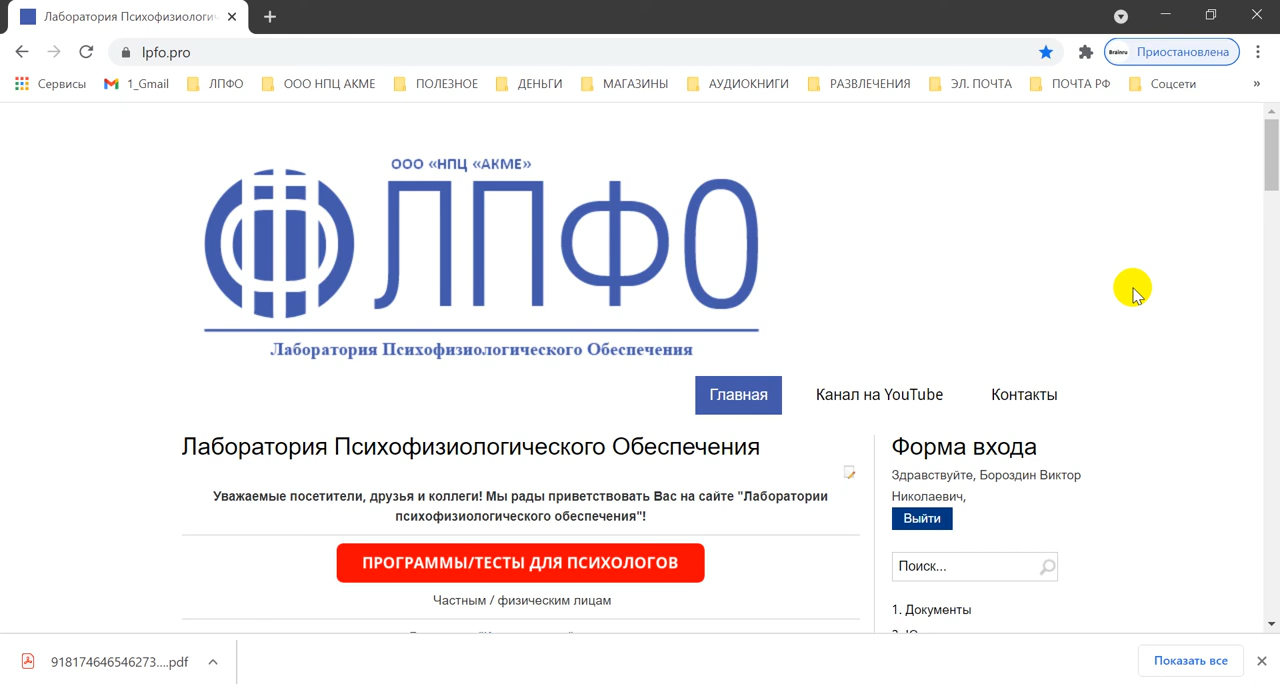 Лаборатория Психофизиологи
lpfo.pro
Brainru
Приостановлена
Сервисы
1_Gmail
ЛПФО
ООО НПЦ АКМЕ
ПОЛЕЗНОЕ
ДЕНЬГИ
МАГАЗИНЫ
АУДИОКНИГИ
РАЗВЛЕЧЕНИЯ
ЭЛ. ПОЧТА
ПОЧТА РФ
Соцсети
»
ООО «НПЦ «АКМЕ»
ЛПФО
Лаборатория Психофизиологического Обеспечения
Главная
Канал на YouTube
Контакты
Лаборатория Психофизиологического Обеспечения
Уважаемые посетители, друзья и коллеги! Мы рады приветствовать Вас на сайте "Лаборатории
психофизиологического обеспечения"!
ПРОГРАММЫ/ТЕСТЫ ДЛЯ ПСИХОЛОГОВ
Частным / физическим лицам
Форма входа
Здравствуйте, Бороздин Виктор
Николаевич,
Выйти
Поиск...
1. Документы
918174646546273....pdf
Показать все